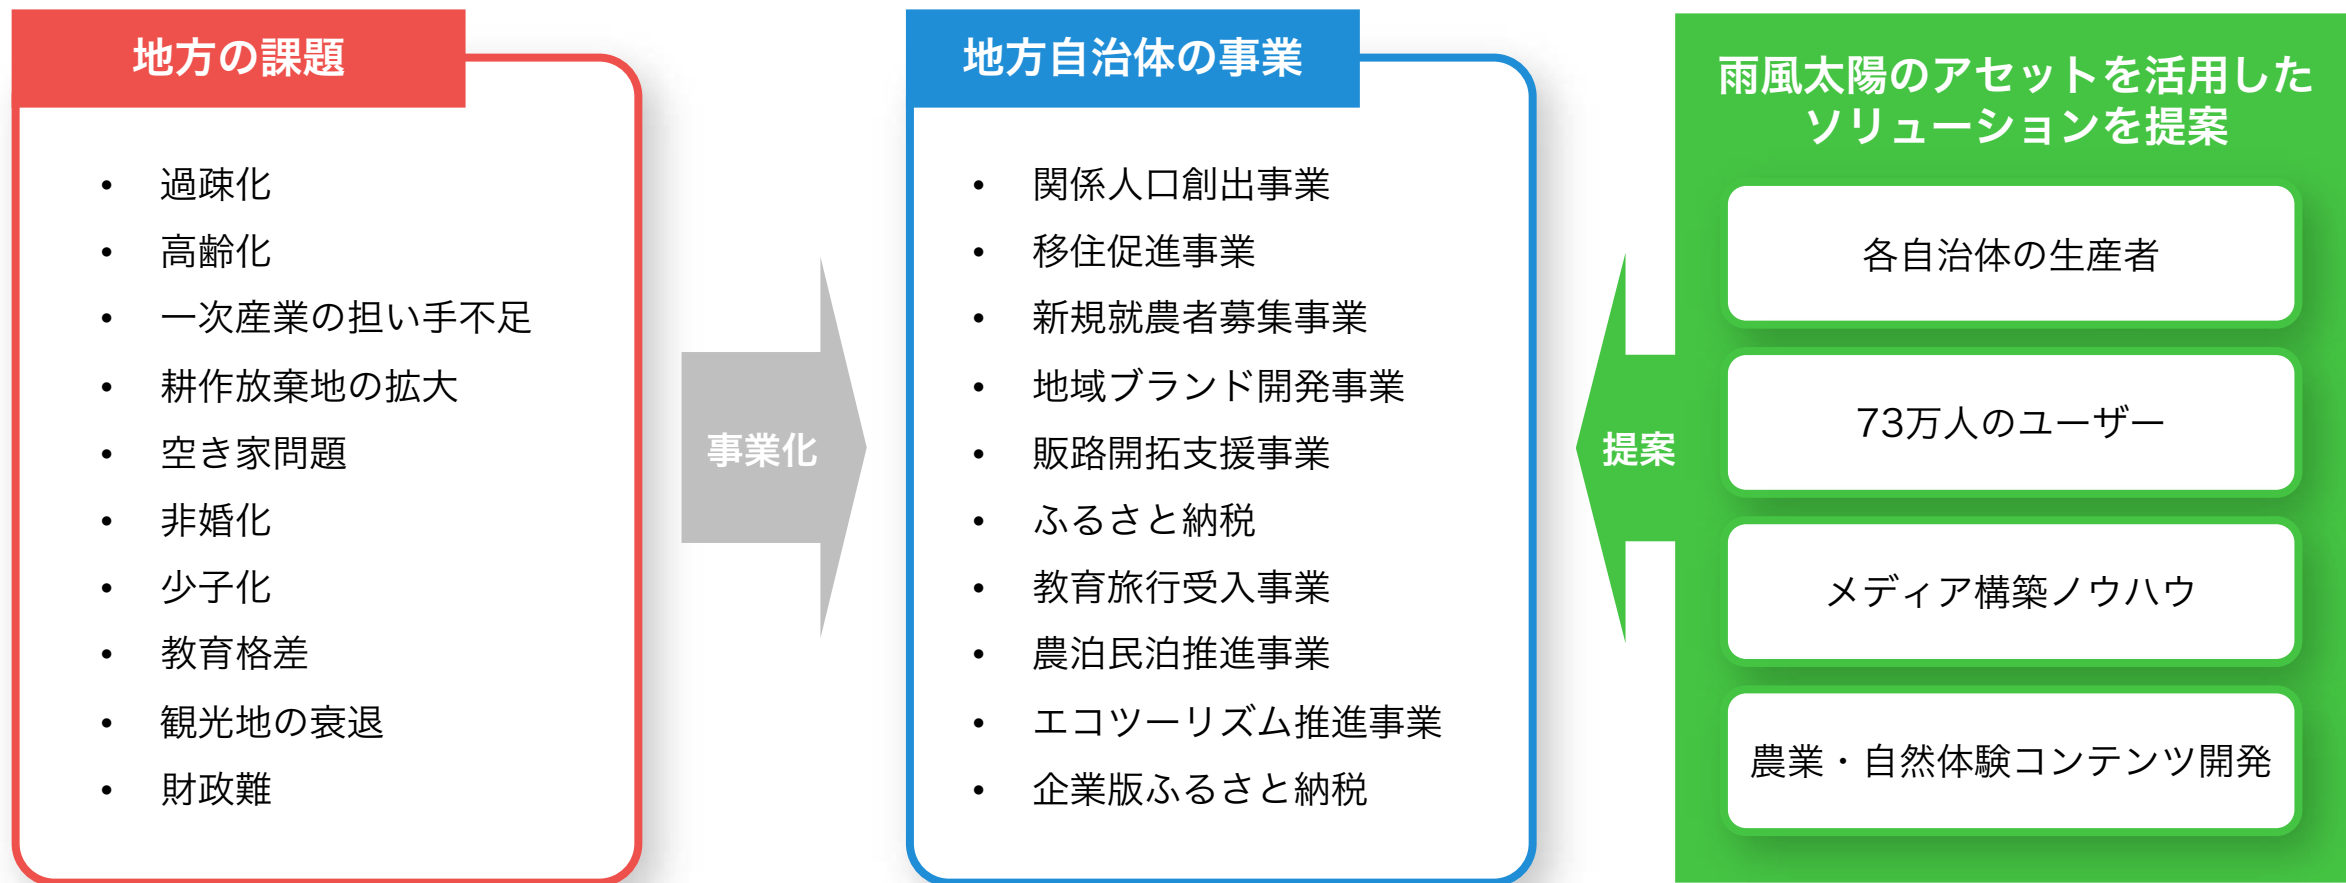 地方の課題
• 過疎化
• 高齢化
• 一次産業の担い手不足
• 耕作放棄地の拡大
• 空き家問題
• 非婚化
• 少子化
• 教育格差
• 観光地の衰退
• 財政難
事業化
地方自治体の事業
• 関係人口創出事業
• 移住促進事業
• 新規就農者募集事業
• 地域ブランド開発事業
• 販路開拓支援事業
• ふるさと納税
• 教育旅行受入事業
• 農泊民泊推進事業
• エコツーリズム推進事業
• 企業版ふるさと納税
提案
雨風太陽のアセットを活用した
ソリューションを提案
各自治体の生産者
73万人のユーザー
メディア構築ノウハウ
農業・自然体験コンテンツ開発